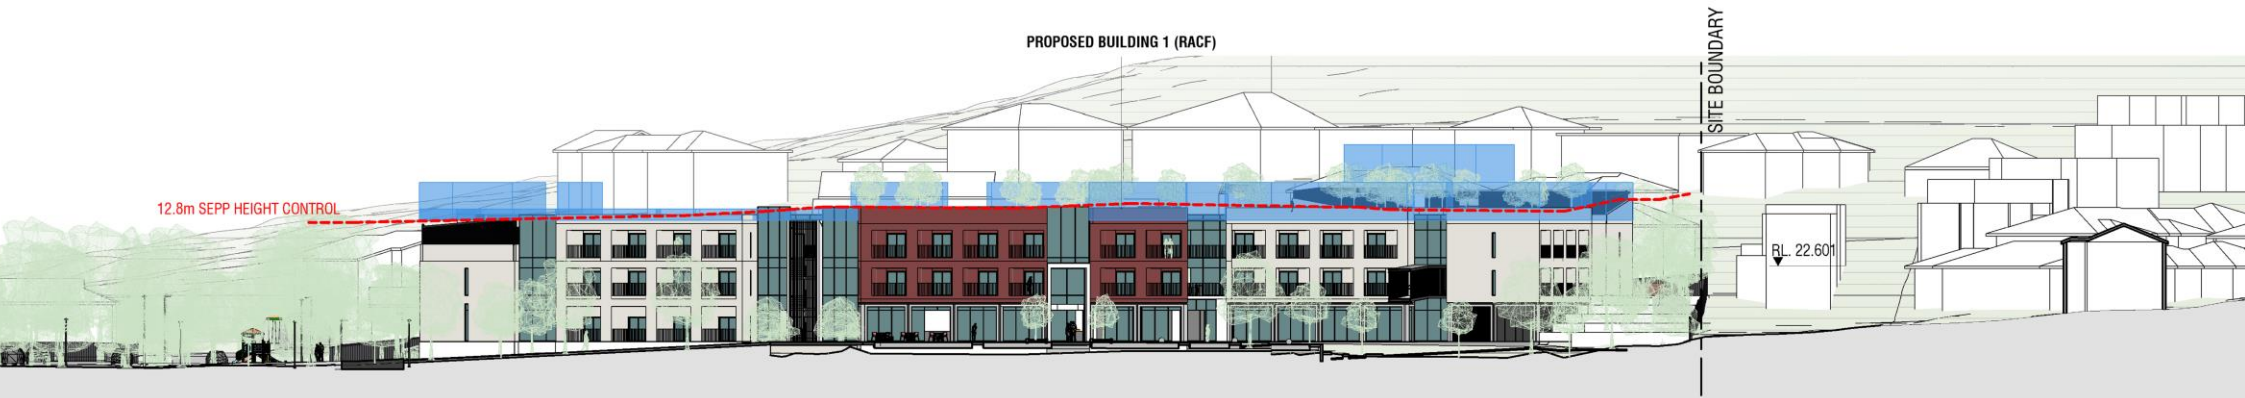 PROPOSED BUILDING 1 (RACF)
SITE BOUNDARY
12.8m SEPP HEIGHT CONTROL
RL. 22.601